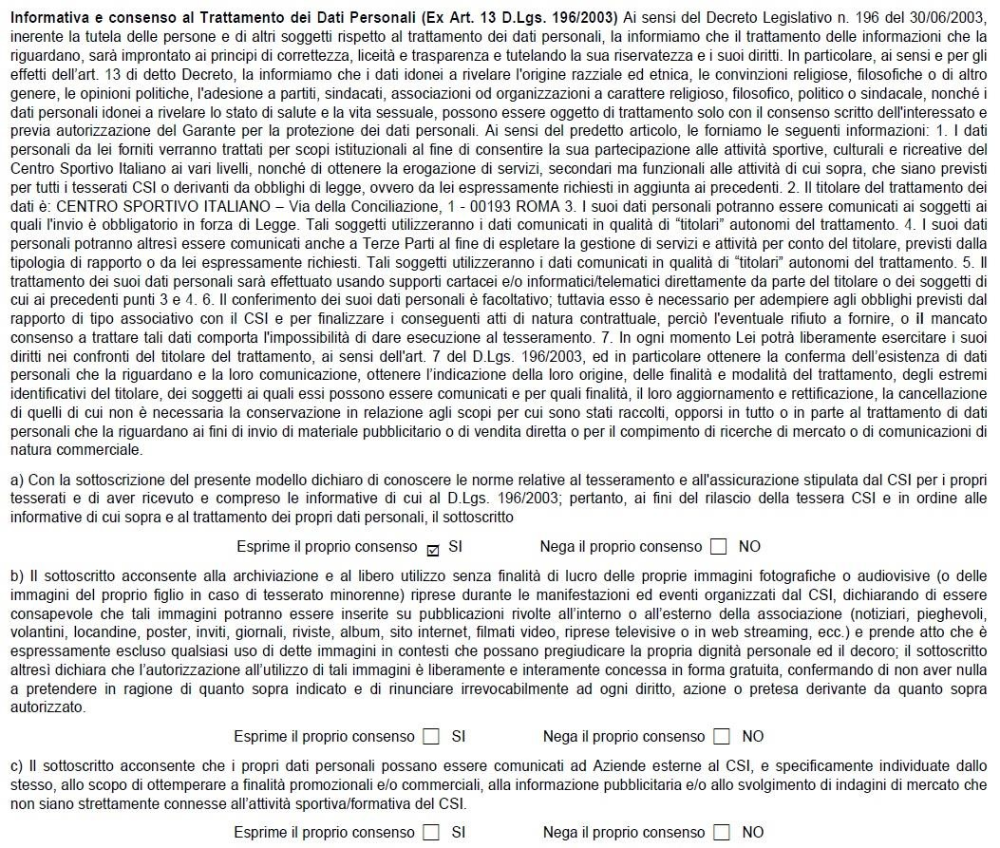 Informativa e consenso al Trattamento dei Dati Personali (Ex Art. 13 D.Lgs. 196/2003) Ai sensi del Decreto Legislativo n. 196 del 30/06/2003,
inerente la tutela delle persone e di altri soggetti rispetto al trattamento dei dati personali, la informiamo che il trattamento delle informazioni che la
riguardano, sarà improntato ai principi di correttezza, liceità e trasparenza e tutelando la sua riservatezza e i suoi diritti. In particolare, ai sensi e per gli
effetti dell’art. 13 di detto Decreto, la informiamo che i dati idonei a rivelare l'origine razziale ed etnica, le convinzioni religiose, filosofiche o di altro
genere, le opinioni politiche, l'adesione a partiti, sindacati, associazioni od organizzazioni a carattere religioso, filosofico, politico o sindacale, nonché i
dati personali idonei a rivelare lo stato di salute e la vita sessuale, possono essere oggetto di trattamento solo con il consenso scritto dell'interessato e
previa autorizzazione del Garante per la protezione dei dati personali. Ai sensi del predetto articolo, le forniamo le seguenti informazioni: 1. I dati
personali da lei forniti verranno trattati per scopi istituzionali al fine di consentire la sua partecipazione alle attività sportive, culturali e ricreative del
Centro Sportivo Italiano ai vari livelli, nonché di ottenere la erogazione di servizi, secondari ma funzionali alle attività di cui sopra, che siano previsti
per tutti i tesserati CSI o derivanti da obblighi di legge, ovvero da lei espressamente richiesti in aggiunta ai precedenti. 2. Il titolare del trattamento dei
dati è: CENTRO SPORTIVO ITALIANO – Via della Conciliazione, 1 - 00193 ROMA 3. I suoi dati personali potranno essere comunicati ai soggetti ai
quali l'invio è obbligatorio in forza di Legge. Tali soggetti utilizzeranno i dati comunicati in qualità di “titolari” autonomi del trattamento. 4. I suoi dati
personali potranno altresì essere comunicati anche a Terze Parti al fine di espletare la gestione di servizi e attività per conto del titolare, previsti dalla
tipologia di rapporto o da lei espressamente richiesti. Tali soggetti utilizzeranno i dati comunicati in qualità di “titolari” autonomi del trattamento. 5. Il
trattamento dei suoi dati personali sarà effettuato usando supporti cartacei e/o informatici/telematici direttamente da parte del titolare o dei soggetti di
cui ai precedenti punti 3 e 4. 6. Il conferimento dei suoi dati personali è facoltativo; tuttavia esso è necessario per adempiere agli obblighi previsti dal
rapporto di tipo associativo con il CSI e per finalizzare i conseguenti atti di natura contrattuale, perciò l'eventuale rifiuto a fornire, o il mancato
consenso a trattare tali dati comporta l'impossibilità di dare esecuzione al tesseramento. 7. In ogni momento Lei potrà liberamente esercitare i suoi
diritti nei confronti del titolare del trattamento, ai sensi dell'art. 7 del D.Lgs. 196/2003, ed in particolare ottenere la conferma dell’esistenza di dati
personali che la riguardano e la loro comunicazione, ottenere l’indicazione della loro origine, delle finalità e modalità del trattamento, degli estremi
identificativi del titolare, dei soggetti ai quali essi possono essere comunicati e per quali finalità, il loro aggiornamento e rettificazione, la cancellazione
di quelli di cui non è necessaria la conservazione in relazione agli scopi per cui sono stati raccolti, opporsi in tutto o in parte al trattamento di dati
personali che la riguardano ai fini di invio di materiale pubblicitario o di vendita diretta o per il compimento di ricerche di mercato o di comunicazioni di
natura commerciale.
a) Con la sottoscrizione del presente modello dichiaro di conoscere le norme relative al tesseramento e all'assicurazione stipulata dal CSI per i propri
tesserati e di aver ricevuto e compreso le informative di cui al D.Lgs. 196/2003; pertanto, ai fini del rilascio della tessera CSI e in ordine alle
informative di cui sopra e al trattamento dei propri dati personali, il sottoscritto
Esprime il proprio consenso ☑ SI Nega il proprio consenso ☐ NO
b) Il sottoscritto acconsente alla archiviazione e al libero utilizzo senza finalità di lucro delle proprie immagini fotografiche o audiovisive (o delle
immagini del proprio figlio in caso di tesserato minorenne) riprese durante le manifestazioni ed eventi organizzati dal CSI, dichiarando di essere
consapevole che tali immagini potranno essere inserite su pubblicazioni rivolte all’interno o all’esterno della associazione (notiziari, pieghevoli,
volantini, locandine, poster, inviti, giornali, riviste, album, sito internet, filmati video, riprese televisive o in web streaming, ecc.) e prende atto che è
espressamente escluso qualsiasi uso di dette immagini in contesti che possano pregiudicare la propria dignità personale ed il decoro; il sottoscritto
altresì dichiara che l’autorizzazione all’utilizzo di tali immagini è liberamente e interamente concessa in forma gratuita, confermando di non aver nulla
a pretendere in ragione di quanto sopra indicato e di rinunciare irrevocabilmente ad ogni diritto, azione o pretesa derivante da quanto sopra
autorizzato.
Esprime il proprio consenso ☐ SI Nega il proprio consenso ☐ NO
c) Il sottoscritto acconsente che i propri dati personali possano essere comunicati ad Aziende esterne al CSI, e specificamente individuate dallo
stesso, allo scopo di ottemperare a finalità promozionali e/o commerciali, alla informazione pubblicitaria e/o allo svolgimento di indagini di mercato che
non siano strettamente connesse all’attività sportiva/formativa del CSI.
Esprime il proprio consenso ☐ SI Nega il proprio consenso ☐ NO